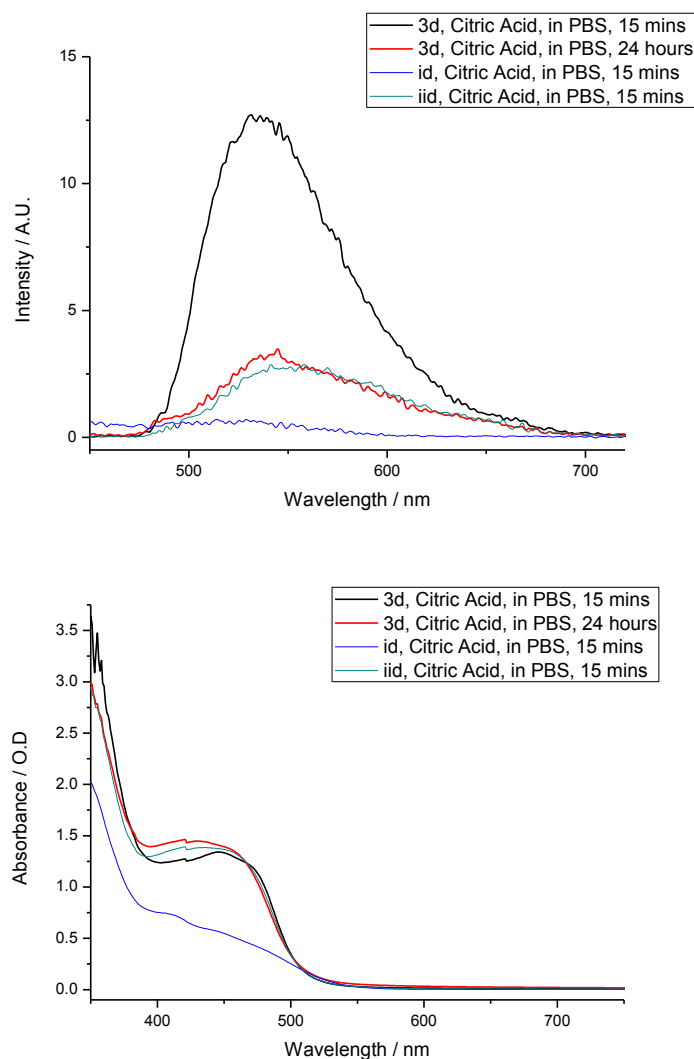 3d, Citric Acid, in PBS, 15 mins
3d, Citric Acid, in PBS, 24 hours
id, Citric Acid, in PBS, 15 mins
iid, Citric Acid, in PBS, 15 mins
15
10
5
0
Intensity / A.U.
500 600 700
Wavelength / nm
3d, Citric Acid, in PBS, 15 mins
3d, Citric Acid, in PBS, 24 hours
id, Citric Acid, in PBS, 15 mins
iid, Citric Acid, in PBS, 15 mins
3.5
3.0
2.5
2.0
1.5
1.0
0.5
0.0
Absorbance / O.D
400 500 600 700
Wavelength / nm